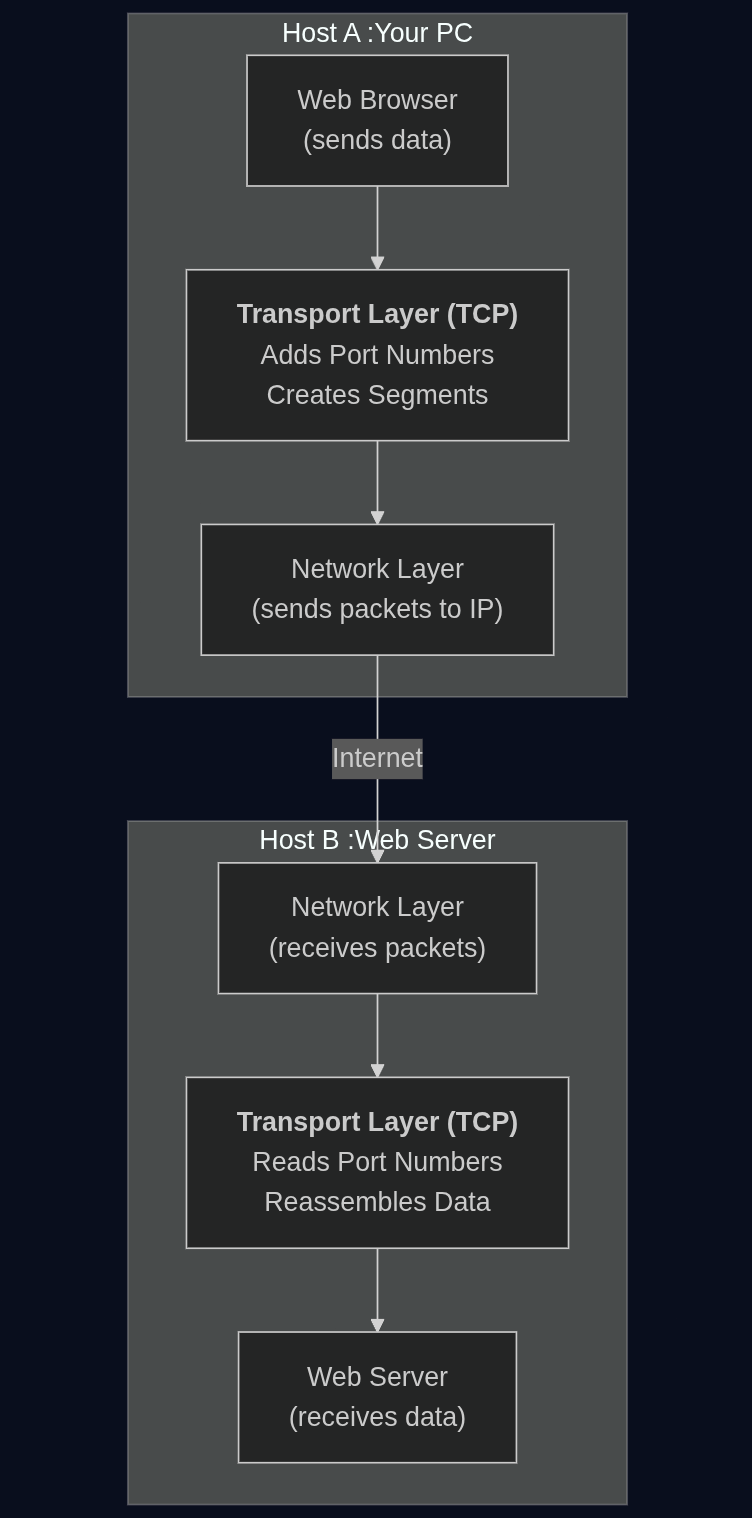 Host A :Your PC
Web Browser
(sends data)
Transport Layer (TCP)
Adds Port Numbers
Creates Segments
Network Layer
(sends packets to IP)
Internet
Host B :Web Server
Network Layer
(receives packets)
Transport Layer (TCP)
Reads Port Numbers
Reassembles Data
Web Server
(receives data)